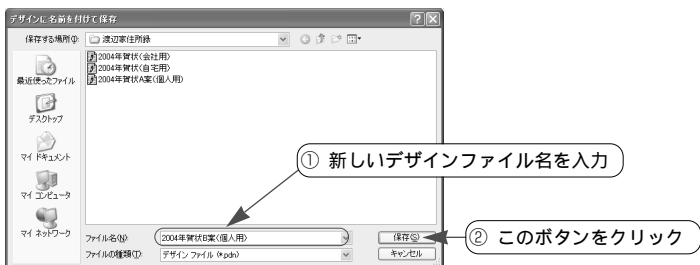 デザインに名前を付けて保存
保存する場所(I):
渡辺家住所録
2004年賀状(会社用)
2004年賀状(自宅用)
2004年賀状A案(個人用)
最近使ったファイル
デスクトップ
マイ ドキュメント
マイ コンピュータ
マイ ネットワーク
① 新しいデザインファイル名を入力
ファイル名(N):
2004年賀状B案(個人用)
保存(S)
② このボタンをクリック
ファイルの種類(T):
デザイン ファイル (*.pdn)
キャンセル